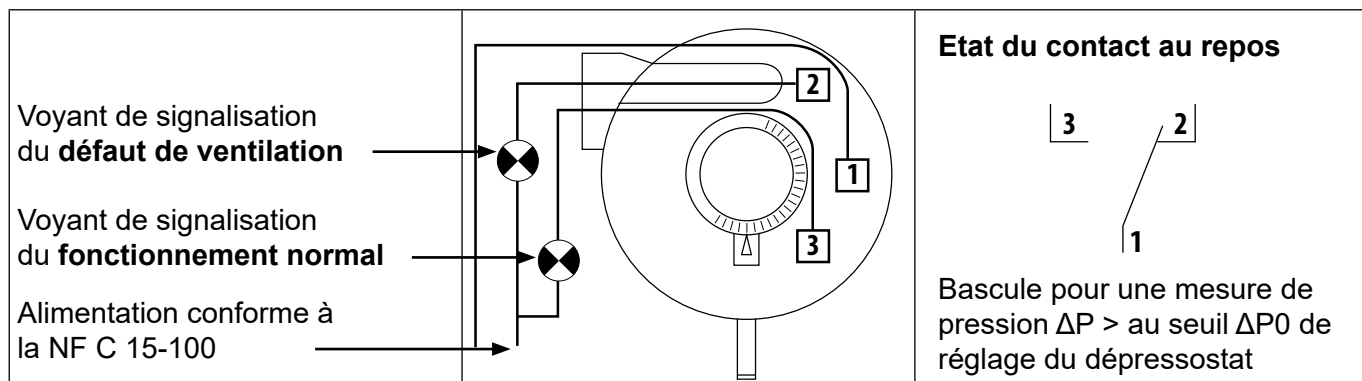 Voyant de signalisation
du défaut de ventilation
Voyant de signalisation
du fonctionnement normal
Alimentation conforme à
la NF C 15-100
2
1
3
Etat du contact au repos
3 2
1
Bascule pour une mesure de
pression ΔP > au seuil ΔP0 de
réglage du dépressostat